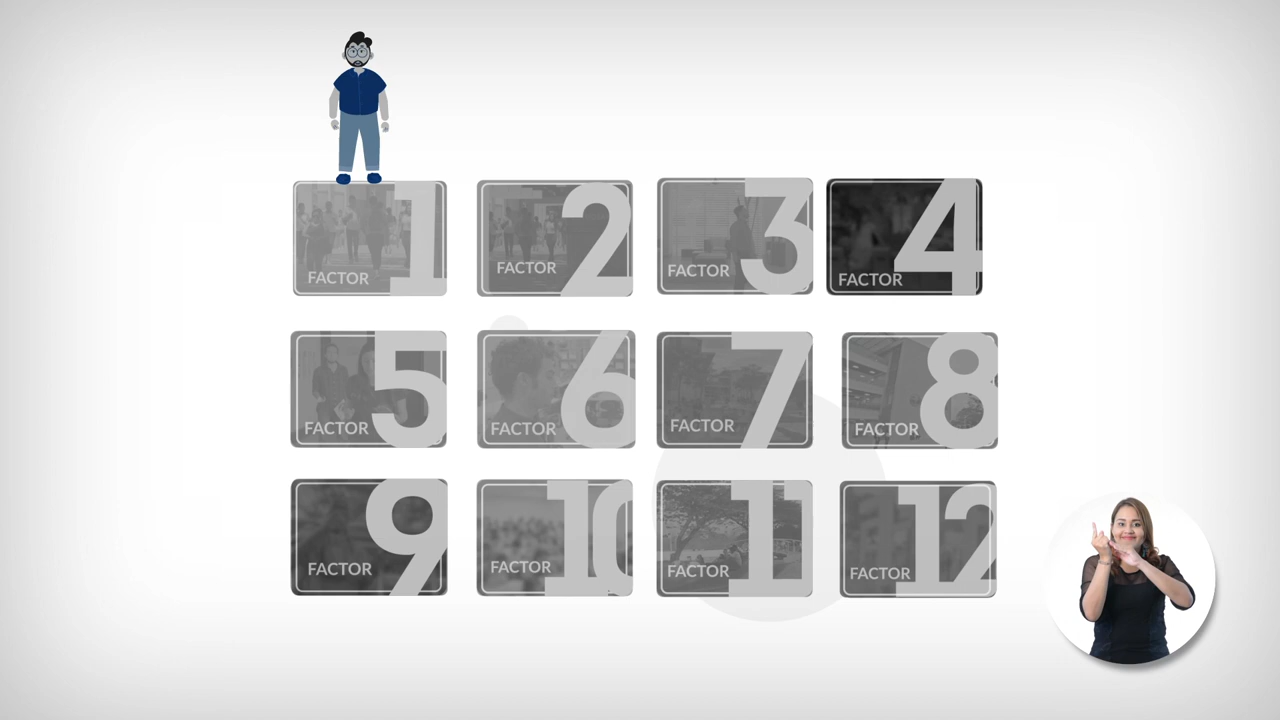 FACTOR 1
FACTOR 2
FACTOR 3
FACTOR 4
FACTOR 5
FACTOR 6
FACTOR 7
FACTOR 8
FACTOR 9
FACTOR 10
FACTOR 11
FACTOR 12